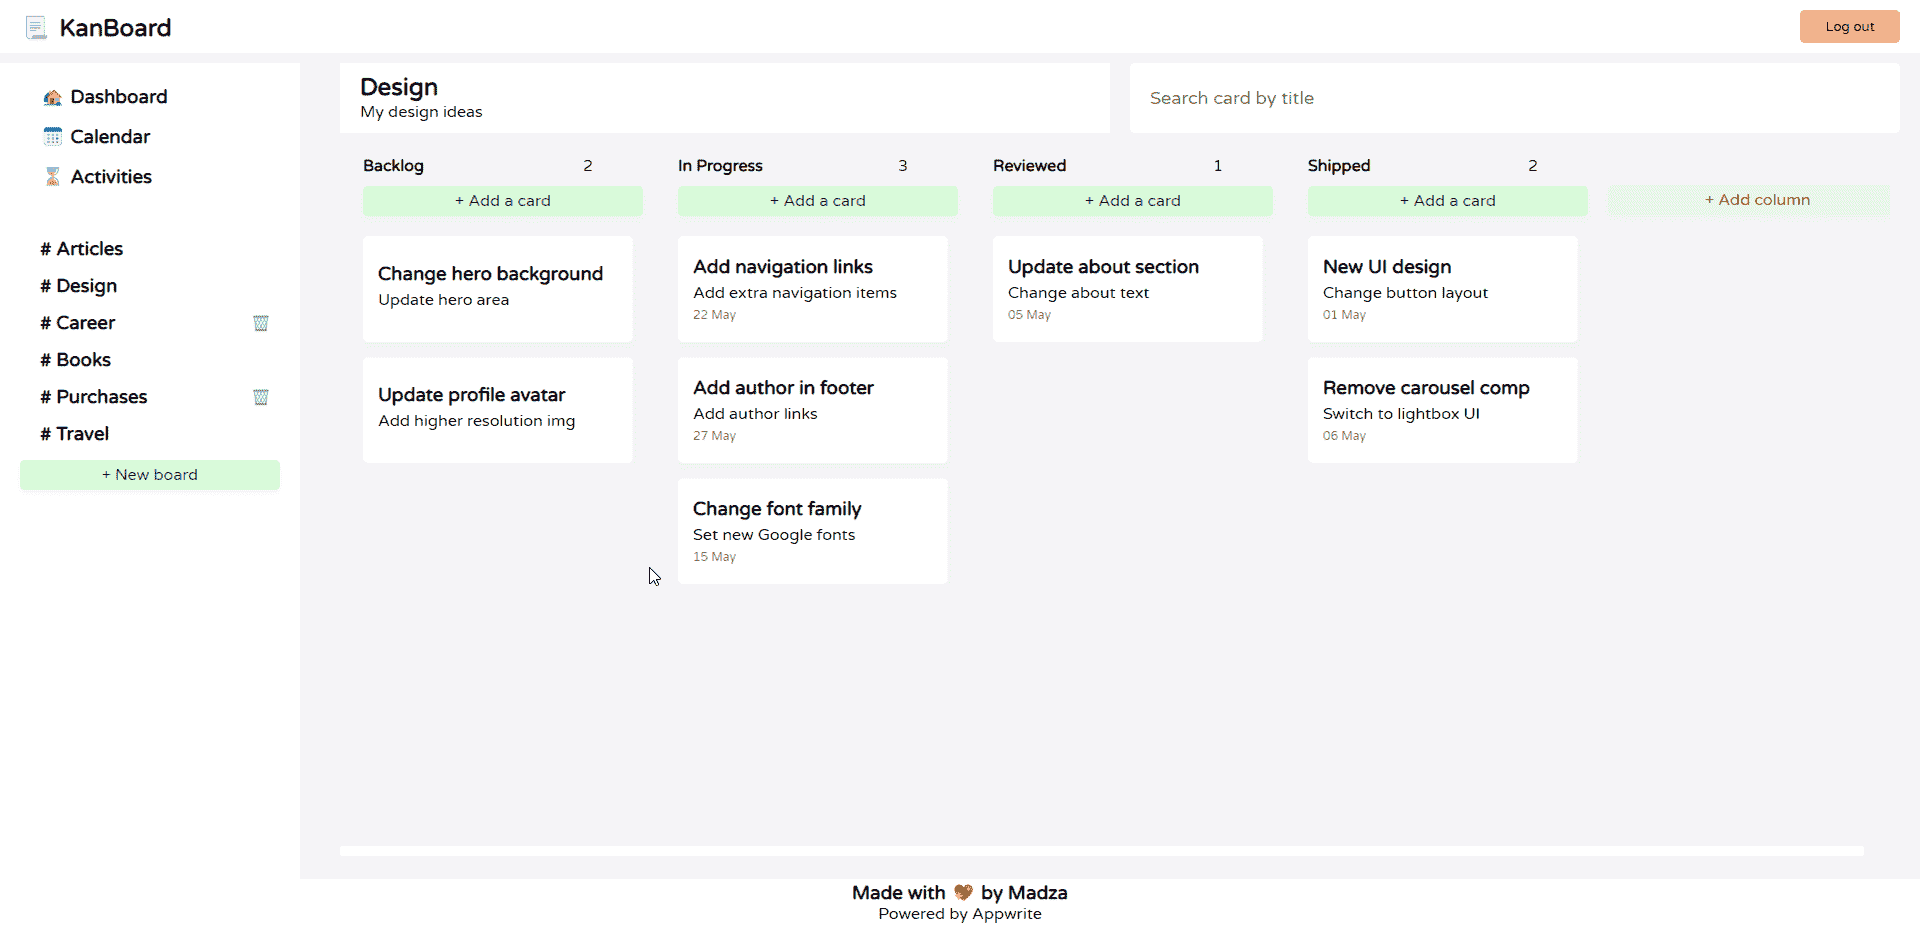 KanBoard
Log out
Dashboard
Calendar
Activities
# Articles
# Design
# Career
# Books
# Purchases
# Travel
+ New board
Design
My design ideas
Search card by title
Backlog 2
+ Add a card
Change hero background
Update hero area
Update profile avatar
Add higher resolution img
In Progress 3
+ Add a card
Add navigation links
Add extra navigation items
22 May
Add author in footer
Add author links
27 May
Change font family
Set new Google fonts
15 May
Reviewed 1
+ Add a card
Update about section
Change about text
05 May
Shipped 2
+ Add a card
New UI design
Change button layout
01 May
Remove carousel comp
Switch to lightbox UI
06 May
+ Add column
Made with 🤎 by Madza
Powered by Appwrite